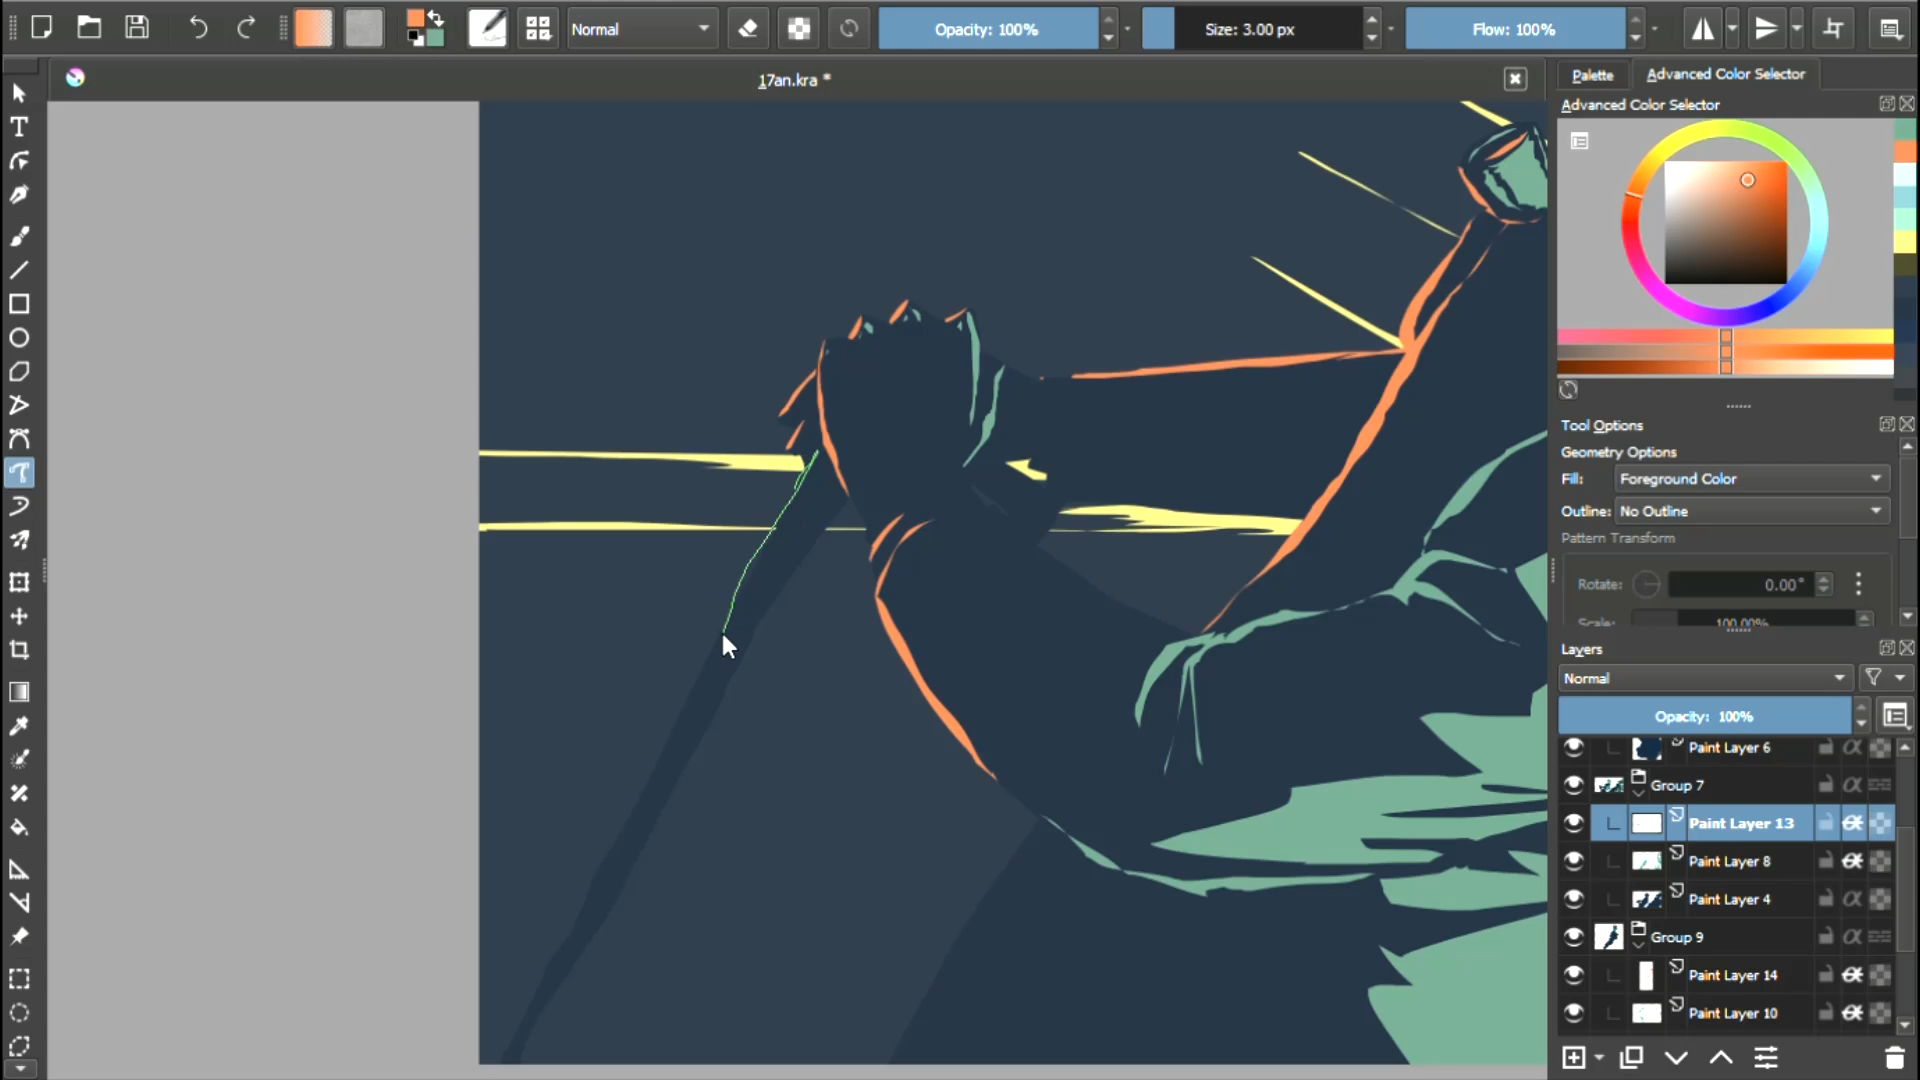 Normal
Opacity: 100%
Size: 3.00 px
Flow: 100%
17an.kra *
Palette
Advanced Color Selector
Advanced Color Selector
Tool Options
Geometry Options
Fill:
Foreground Color
Outline:
No Outline
Pattern Transform
Rotate:
0.00°
Scale:
100.00%
Layers
Normal
Opacity: 100%
Paint Layer 6
Group 7
Paint Layer 13
Paint Layer 8
Paint Layer 4
Group 9
Paint Layer 14
Paint Layer 10